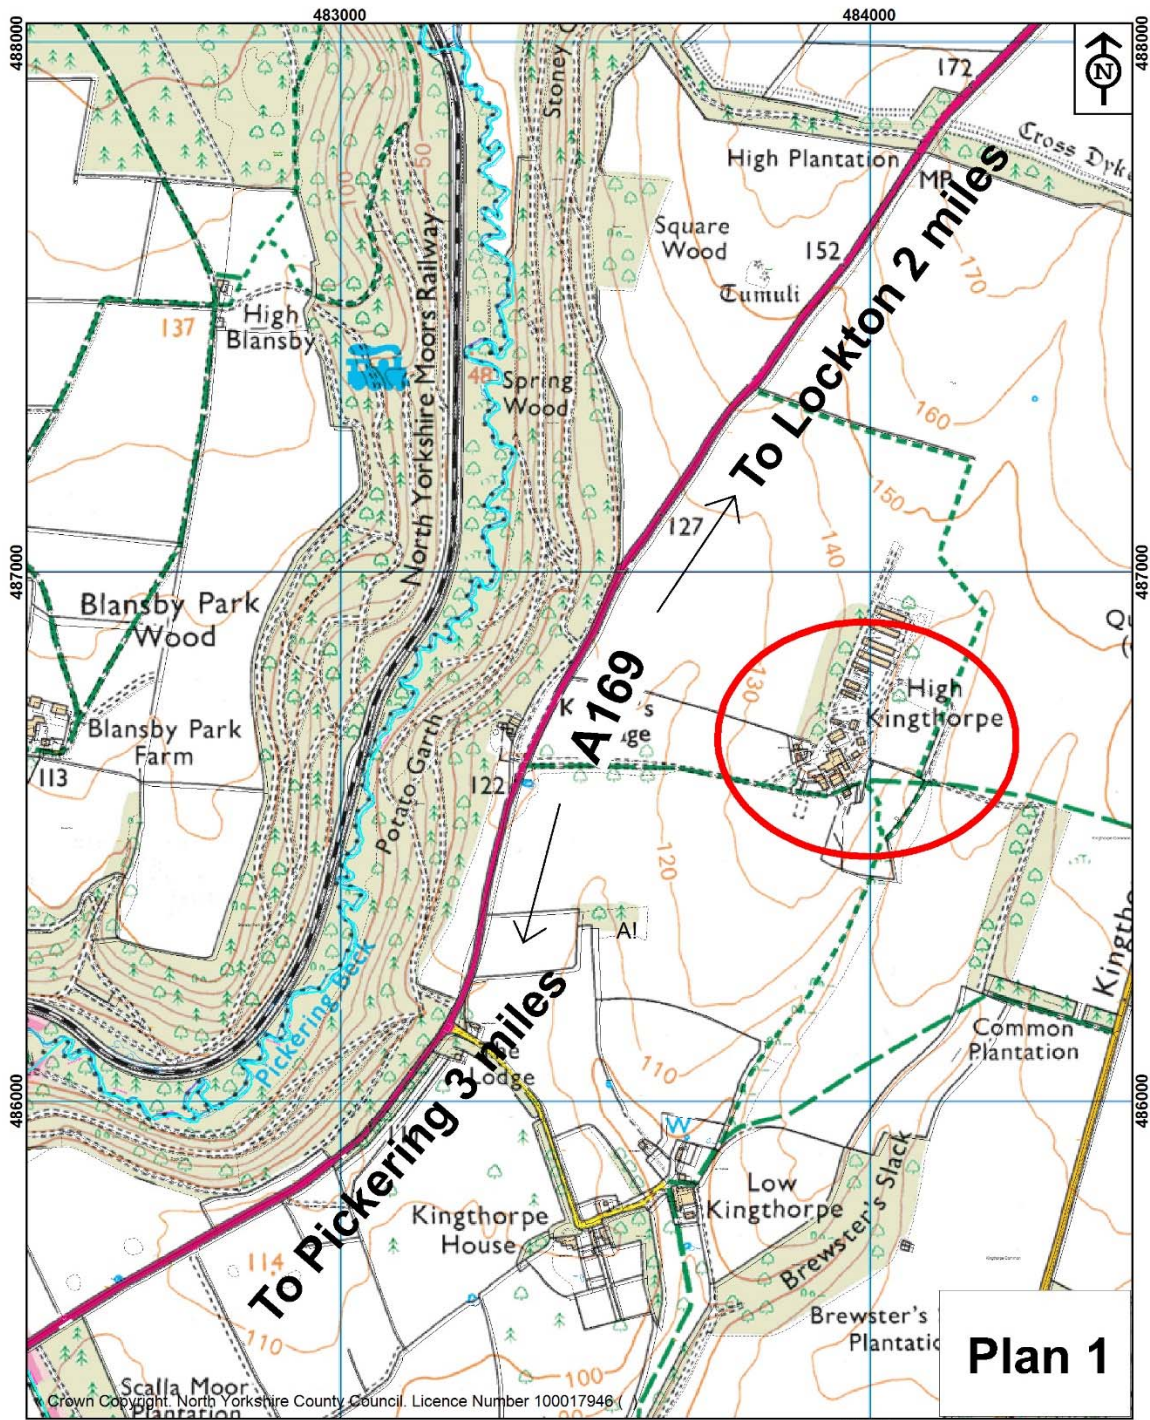 483000
484000
488000
488000
N
172
Stoney C
Cross Dyke
High Plantation
MP
50
100
Square
Wood
152
170
Tumuli
To Lockton 2 miles
High
Blansby
137
North Yorkshire Moors Railway
48
Spring
Wood
160
150
127
140
487000
487000
Blansby Park
Wood
130
High
Kingthorpe
K
's
ge
A169
Blansby Park
Farm
113
122
Potato Garth
120
A!
Kingtho
Pickering Beck
Common
Plantation
Lodge
110
To Pickering 3 miles
486000
486000
W
Low
Kingthorpe
Kingthorpe
House
Brewster's Slack
114
110
Brewster's
Plantatic
100
Plan 1
Scalla Moor
Plantation
Crown Copyright. North Yorkshire County Council. Licence Number 100017946 (